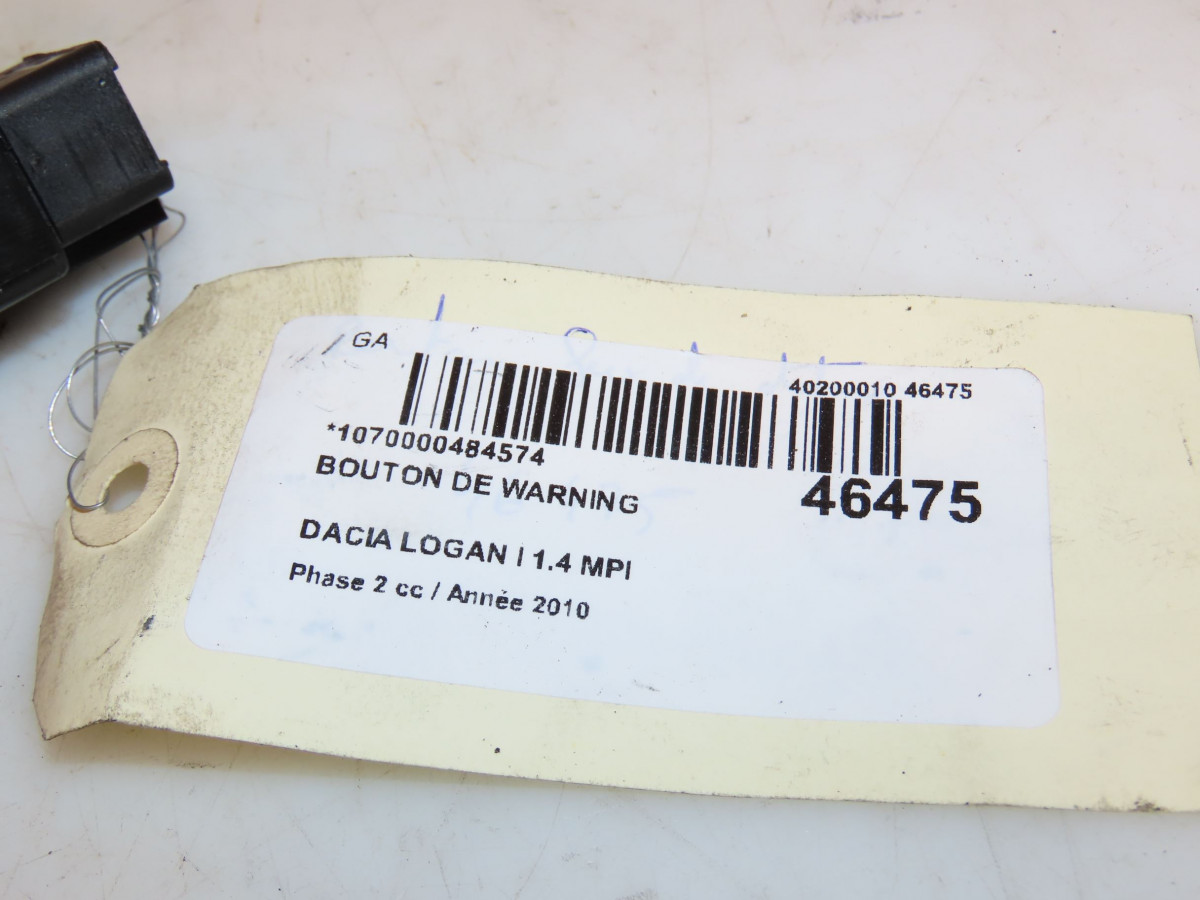 GA
40200010 46475
*1070000484574
BOUTON DE WARNING
46475
DACIA LOGAN I 1.4 MPI
Phase 2 cc / Année 2010